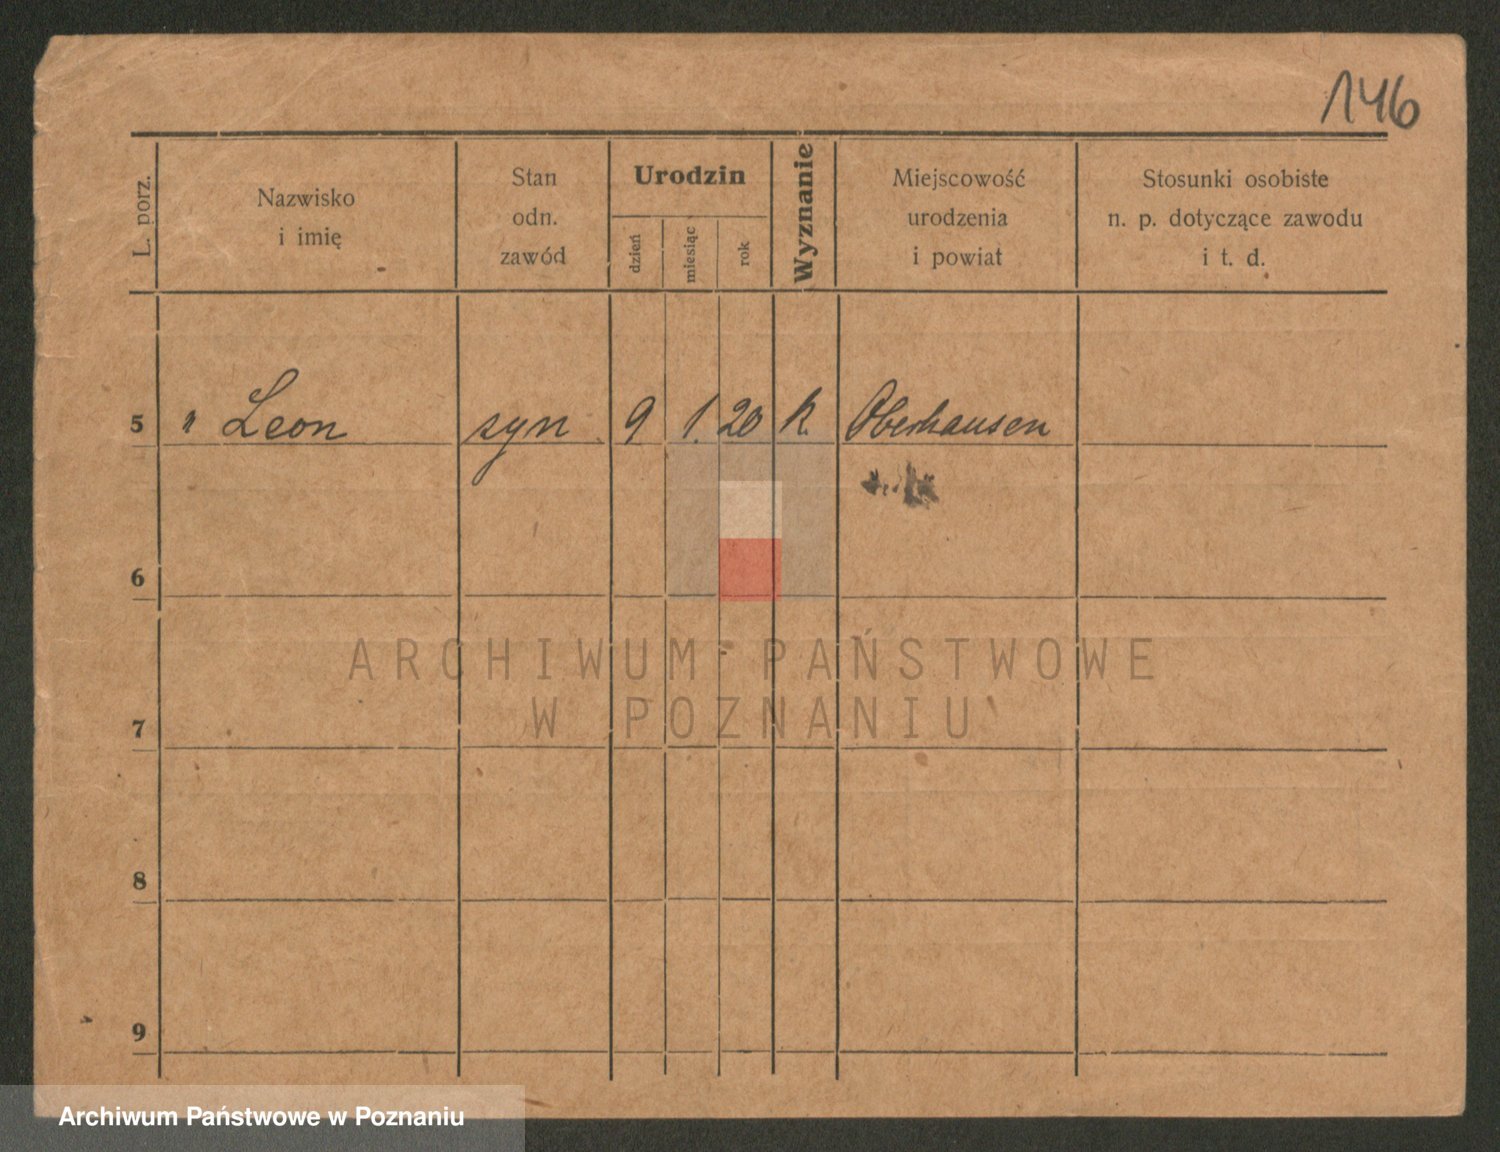 146
L. porz.
Nazwisko
i imię
Stan
odn.
zawód
Urodzin
dzień
miesiąc
rok
Wyznanie
Miejscowość
urodzenia
i powiat
Stosunki osobiste
n. p. dotyczące zawodu
i t. d.
5 " Leon syn 9 1. 20 k. Oberhausen
6
ARCHIWUM PAŃSTWOWE
W POZNANIU
7
8
9
Archiwum Państwowe w Poznaniu